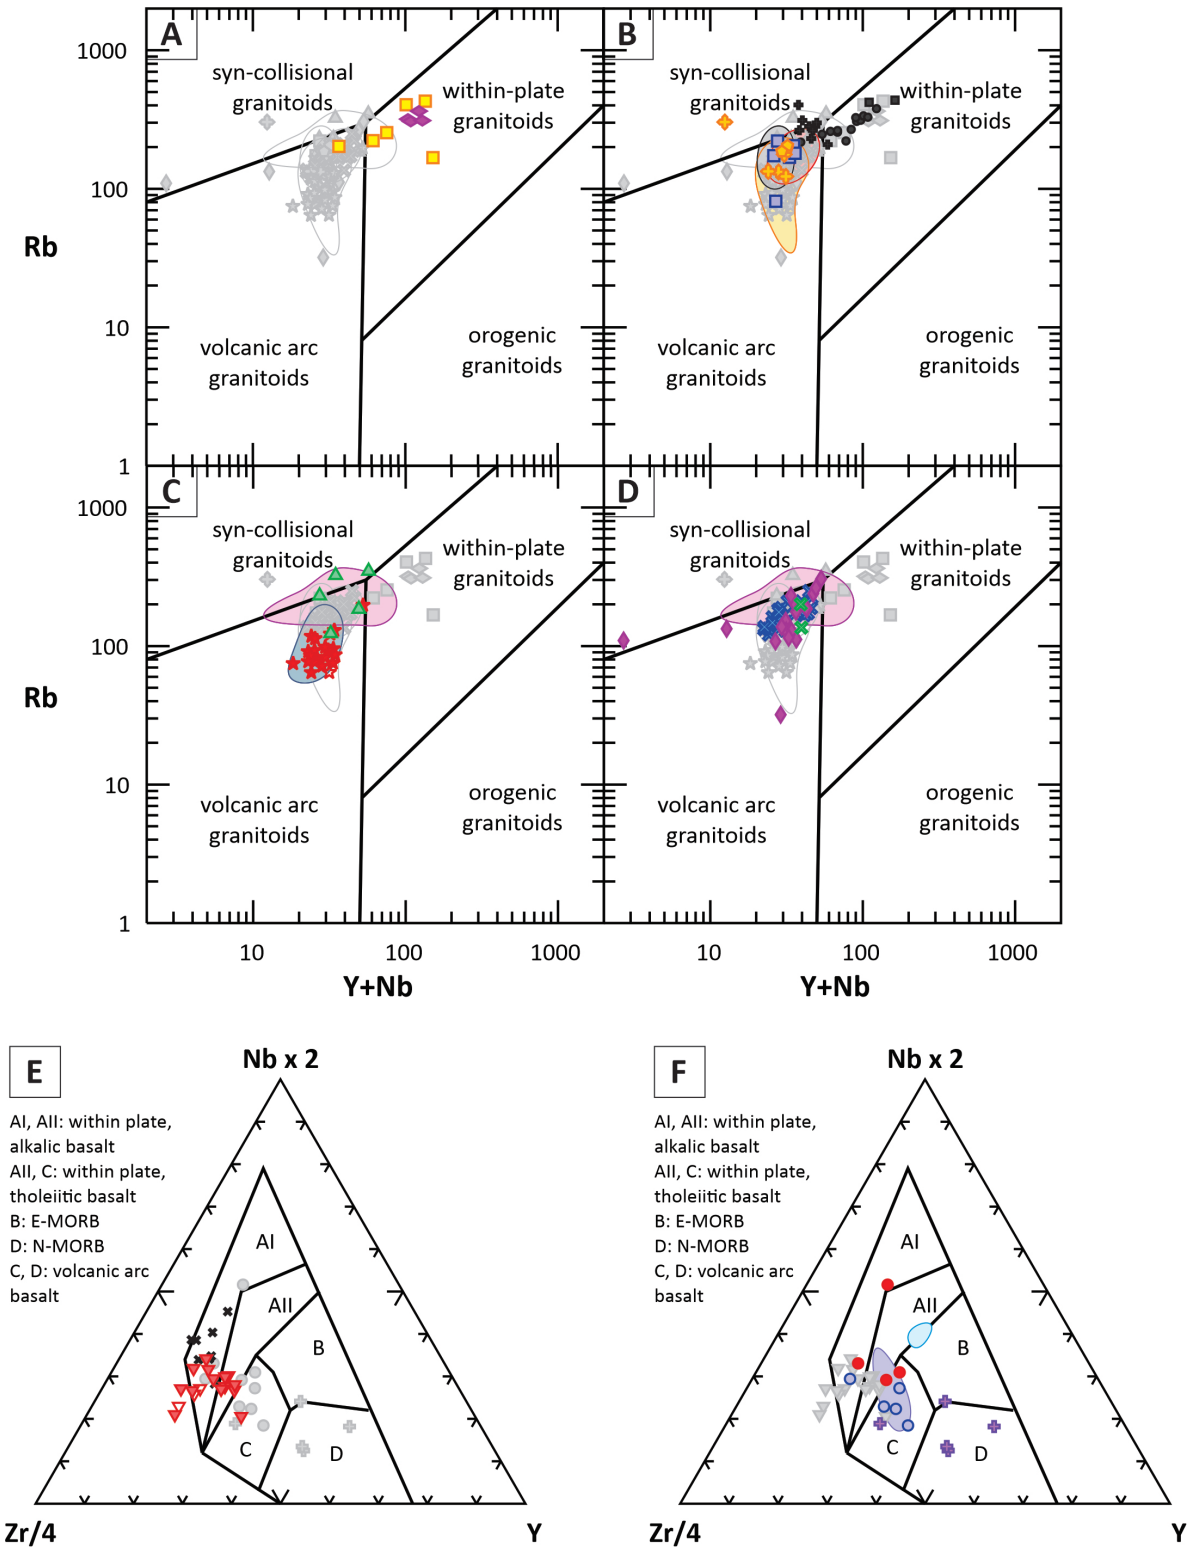 A
B
1000
100
10
1
Rb
syn-collisional
granitoids
within-plate
granitoids
volcanic arc
granitoids
orogenic
granitoids
syn-collisional
granitoids
within-plate
granitoids
volcanic arc
granitoids
orogenic
granitoids
C
D
1000
100
10
1
Rb
syn-collisional
granitoids
within-plate
granitoids
volcanic arc
granitoids
orogenic
granitoids
syn-collisional
granitoids
within-plate
granitoids
volcanic arc
granitoids
orogenic
granitoids
10
100
1000
10
100
1000
Y+Nb
Y+Nb
E
Nb x 2
AI, AII: within plate,
alkalic basalt
AII, C: within plate,
tholeiitic basalt
B: E-MORB
D: N-MORB
C, D: volcanic arc
basalt
AI
AII
B
C
D
Zr/4
Y
F
Nb x 2
AI, AII: within plate,
alkalic basalt
AII, C: within plate,
tholeiitic basalt
B: E-MORB
D: N-MORB
C, D: volcanic arc
basalt
AI
AII
B
C
D
Zr/4
Y